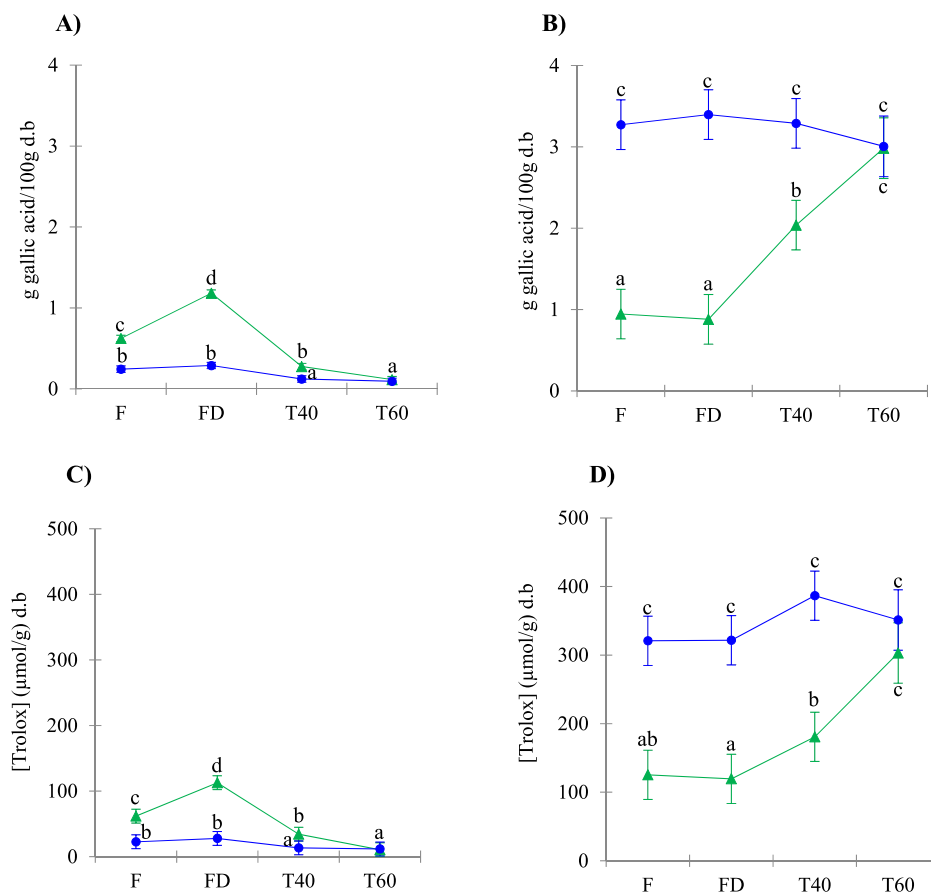 A)
g gallic acid/100g d.b
4
3
2
1
0
c
d
b
a
b
b
a
F FD T40 T60
B)
g gallic acid/100g d.b
4
3
2
1
0
c c c c
a a b c
F FD T40 T60
C)
[Trolox] (µmol/g) d.b
500
400
300
200
100
0
c d b a
b b a
F FD T40 T60
D)
[Trolox] (µmol/g) d.b
500
400
300
200
100
0
c c c c
ab a b c
F FD T40 T60